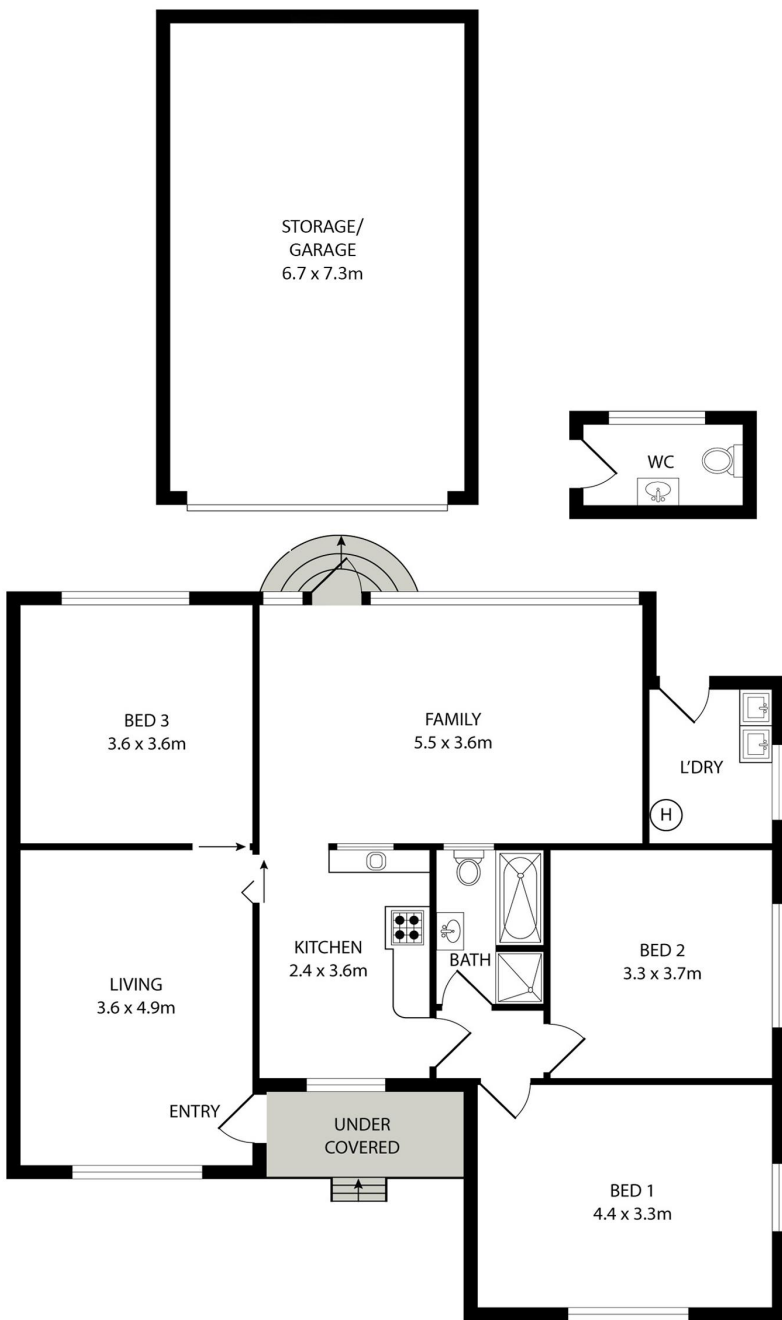 STORAGE/
GARAGE
6.7 x 7.3m
WC
BED 3
3.6 x 3.6m
FAMILY
5.5 x 3.6m
L'DRY
H
KITCHEN
2.4 x 3.6m
BATH
BED 2
3.3 x 3.7m
LIVING
3.6 x 4.9m
ENTRY
UNDER
COVERED
BED 1
4.4 x 3.3m